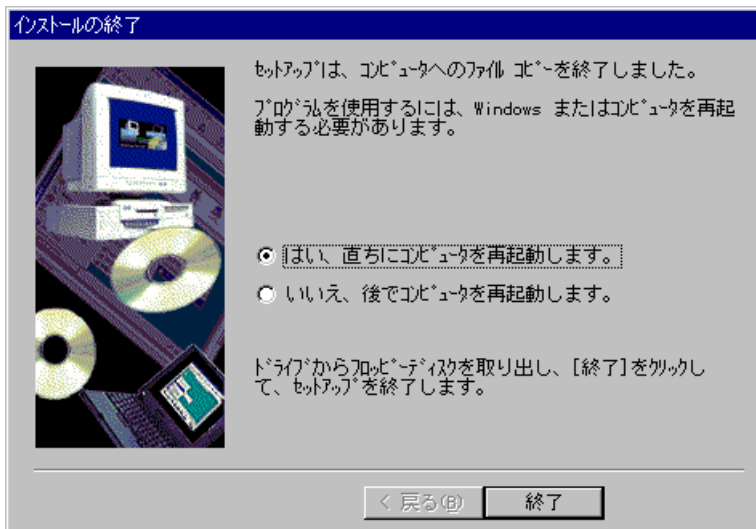 インストールの終了
ｾｯﾄｱｯﾌﾟは、ｺﾝﾋﾟｭｰﾀへのﾌｧｲﾙ ｺﾋﾟｰを終了しました。
ﾌﾟﾛｸﾞﾗﾑを使用するには、Windows またはｺﾝﾋﾟｭｰﾀを再起
動する必要があります。
はい、直ちにｺﾝﾋﾟｭｰﾀを再起動します。
いいえ、後でｺﾝﾋﾟｭｰﾀを再起動します。
ﾄﾞﾗｲﾌﾞからﾌﾛｯﾋﾟｰﾃﾞｨｽｸを取り出し、[終了]をｸﾘｯｸし
て、ｾｯﾄｱｯﾌﾟを終了します。
< 戻る(B)
終了